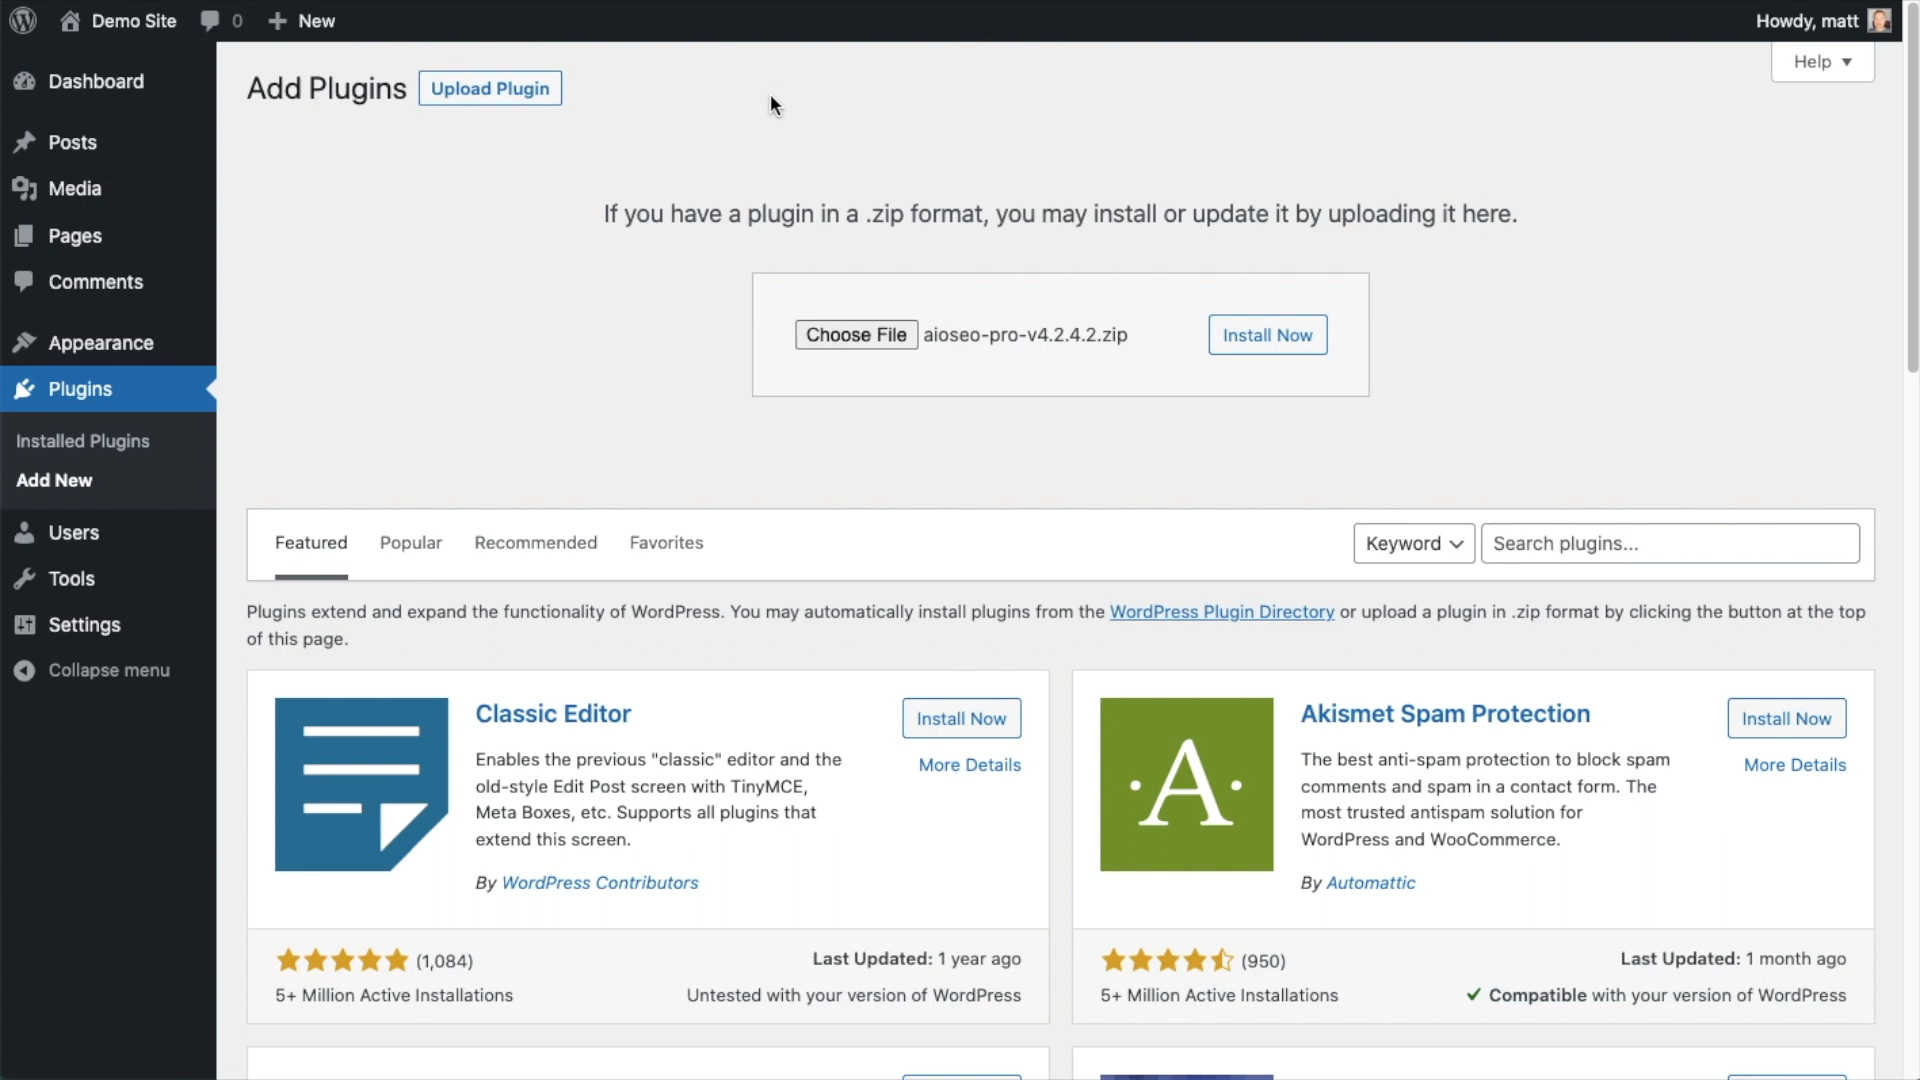 Demo Site 0 New Howdy, matt
Help
Dashboard
Posts
Media
Pages
Comments
Appearance
Plugins
Installed Plugins
Add New
Users
Tools
Settings
Collapse menu
Add Plugins Upload Plugin
If you have a plugin in a .zip format, you may install or update it by uploading it here.
Choose File aioseo-pro-v4.2.4.2.zip Install Now
Featured Popular Recommended Favorites Keyword Search plugins...
Plugins extend and expand the functionality of WordPress. You may automatically install plugins from the WordPress Plugin Directory or upload a plugin in .zip format by clicking the button at the top
of this page.
Classic Editor
Install Now
More Details
Enables the previous "classic" editor and the
old-style Edit Post screen with TinyMCE,
Meta Boxes, etc. Supports all plugins that
extend this screen.
By WordPress Contributors
(1,084)
Last Updated: 1 year ago
5+ Million Active Installations
Untested with your version of WordPress
A
Akismet Spam Protection
Install Now
More Details
The best anti-spam protection to block spam
comments and spam in a contact form. The
most trusted antispam solution for
WordPress and WooCommerce.
By Automattic
(950)
Last Updated: 1 month ago
5+ Million Active Installations
Compatible with your version of WordPress